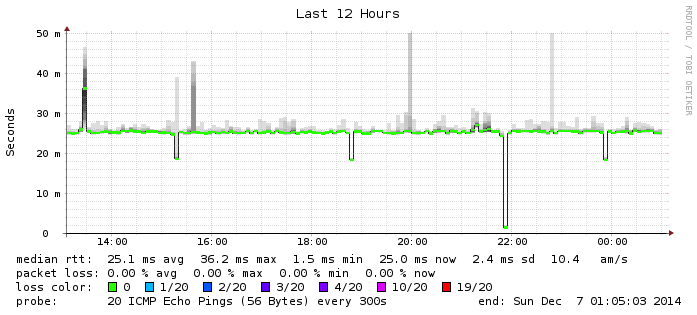 Last 12 Hours
RRDTOOL / TOBI OETIKER
Seconds
50 m
40 m
30 m
20 m
10 m
0
14:00 16:00 18:00 20:00 22:00 00:00
median rtt: 25.1 ms avg 36.2 ms max 1.5 ms min 25.0 ms now 2.4 ms sd 10.4 am/s
packet loss: 0.00 % avg 0.00 % max 0.00 % min 0.00 % now
loss color: 0 1/20 2/20 3/20 4/20 10/20 19/20
probe: 20 ICMP Echo Pings (56 Bytes) every 300s end: Sun Dec 7 01:05:03 2014